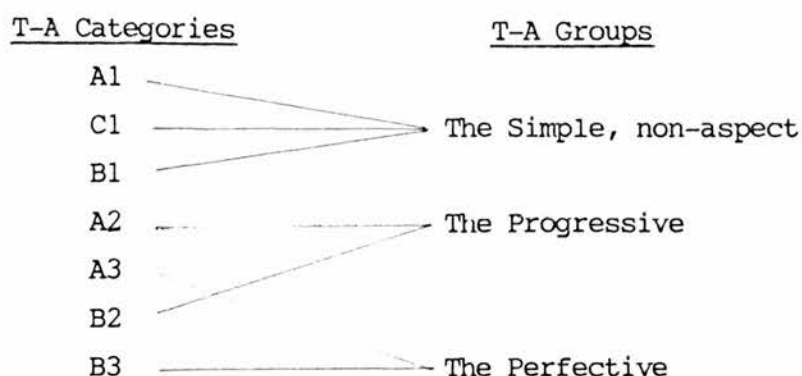 T-A Categories T-A Groups
A1
C1 The Simple, non-aspect
B1
A2 The Progressive
A3
B2
B3 The Perfective